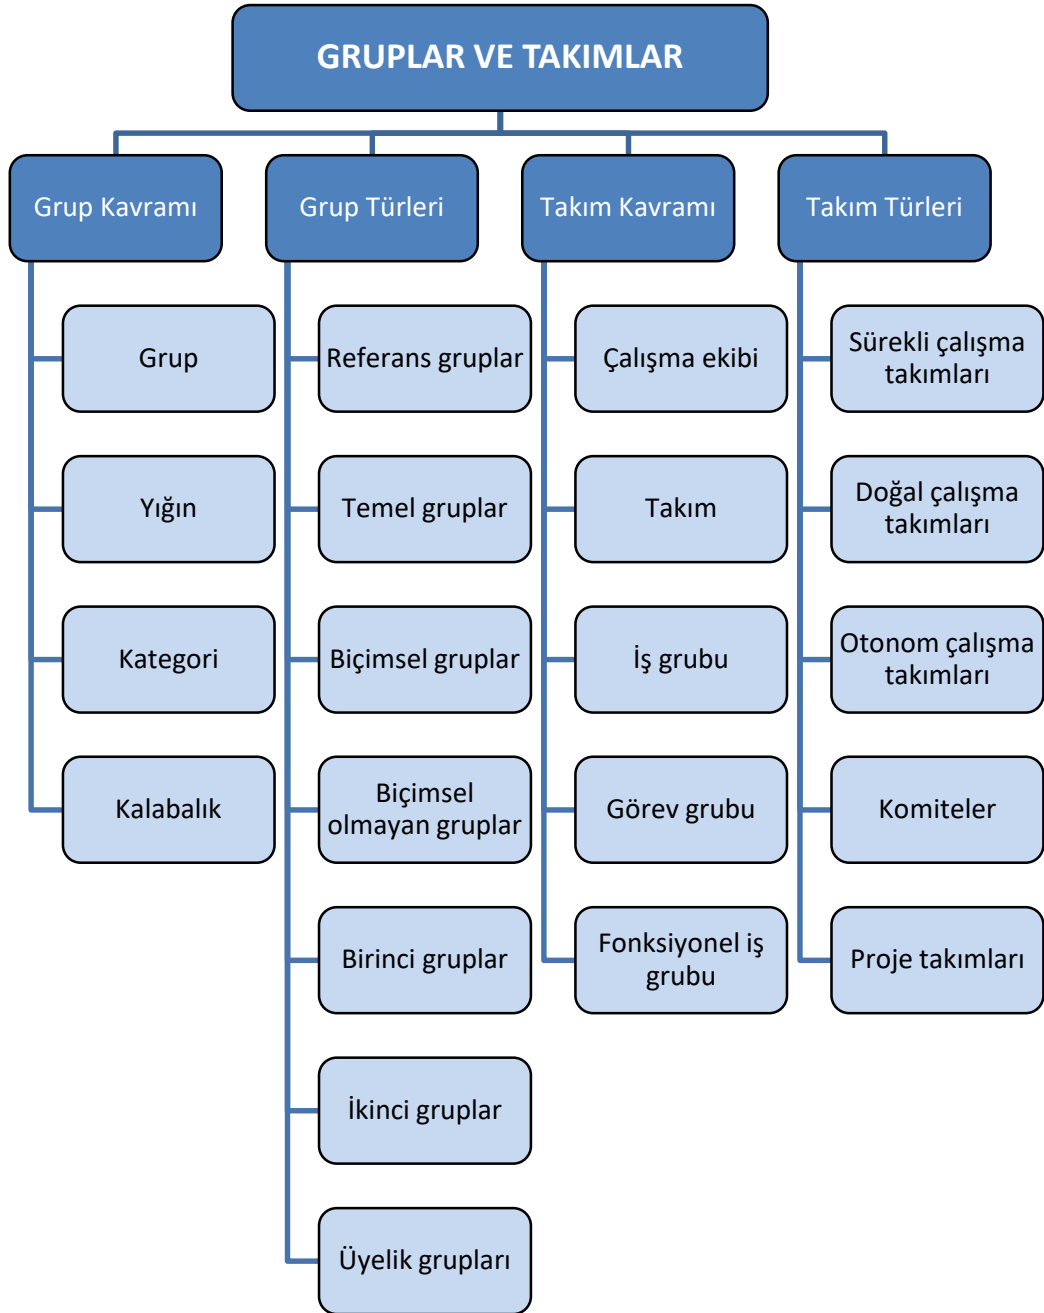 GRUPLAR VE TAKIMLAR
Grup Kavramı
Grup
Yığın
Kategori
Kalabalık
Grup Türleri
Referans gruplar
Temel gruplar
Biçimsel gruplar
Biçimsel
olmayan gruplar
Birinci gruplar
İkinci gruplar
Üyelik grupları
Takım Kavramı
Çalışma ekibi
Takım
İş grubu
Görev grubu
Fonksiyonel iş
grubu
Takım Türleri
Sürekli çalışma
takımları
Doğal çalışma
takımları
Otonom çalışma
takımları
Komiteler
Proje takımları